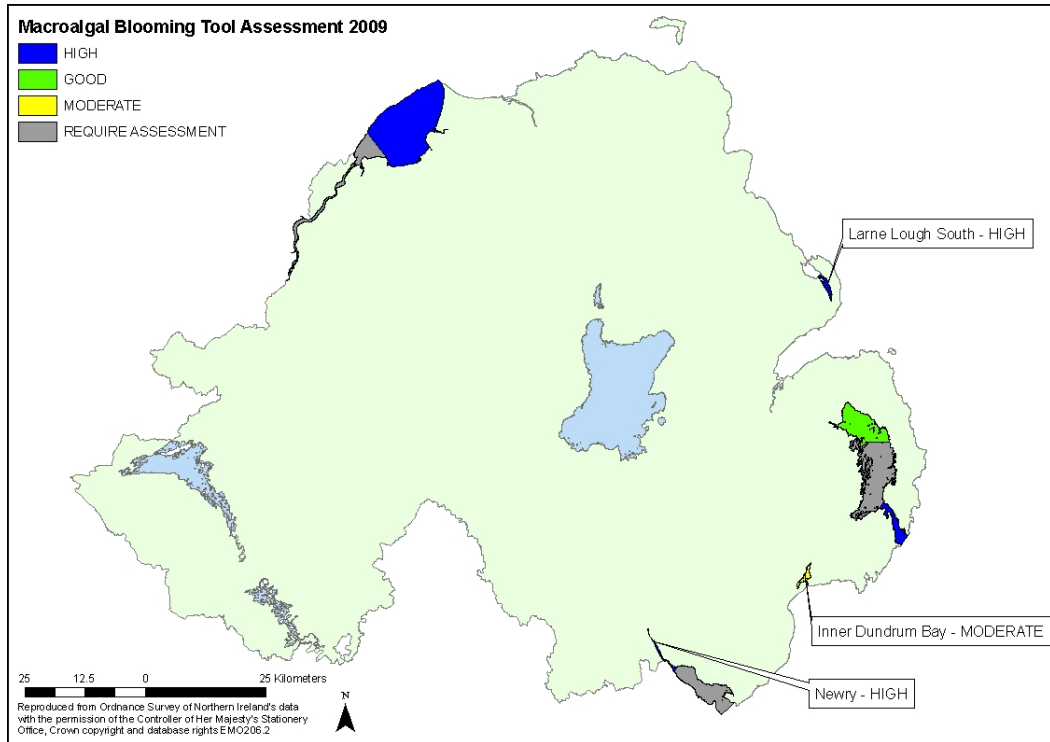 Macroalgal Blooming Tool Assessment 2009
HIGH
GOOD
MODERATE
REQUIRE ASSESSMENT
Larne Lough South - HIGH
Inner Dundrum Bay - MODERATE
Newry - HIGH
25 12.5 0 25 Kilometers
N
Reproduced from Ordnance Survey of Northern Ireland's data
with the permission of the Controller of Her Majesty's Stationery
Office, Crown copyright and database rights EMO206.2